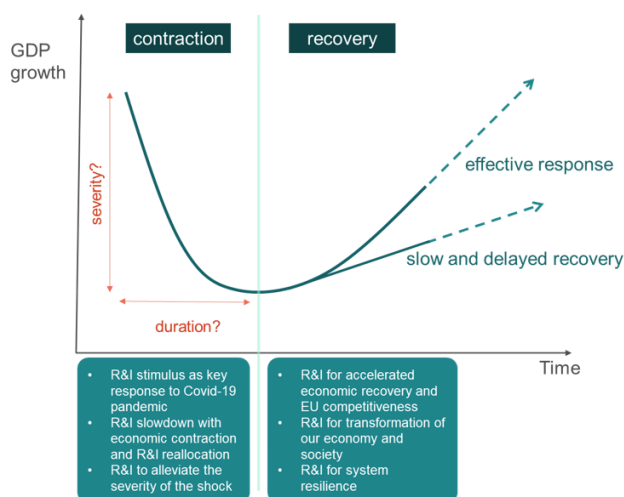 contraction
recovery
GDP
growth
severity?
duration?
effective response
slow and delayed recovery
Time
• R&I stimulus as key
response to Covid-19
pandemic
• R&I slowdown with
economic contraction
and R&I reallocation
• R&I to alleviate the
severity of the shock
• R&I for accelerated
economic recovery and
EU competitiveness
• R&I for transformation of
our economy and
society
• R&I for system
resilience